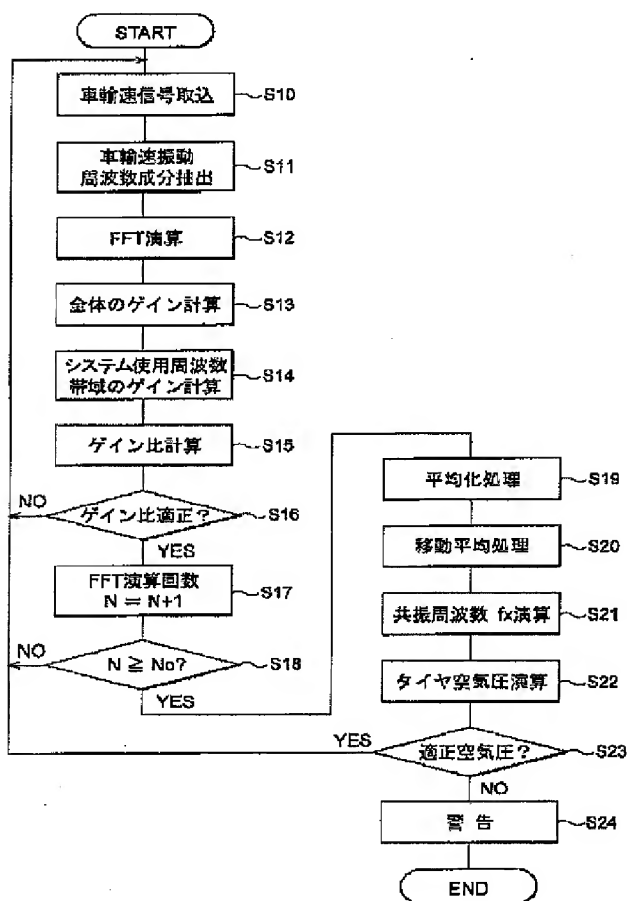 START
車輪速信号取込
S10
車輪速振動
周波数成分抽出
S11
FFT演算
S12
全体のゲイン計算
S13
システム使用周波数
帯域のゲイン計算
S14
ゲイン比計算
S15
NO
ゲイン比適正?
S16
YES
FFT演算回数
N = N+1
S17
NO
N ≧ No?
S18
YES
平均化処理
S19
移動平均処理
S20
共振周波数 fx演算
S21
タイヤ空気圧演算
S22
YES
適正空気圧?
S23
NO
警 告
S24
END